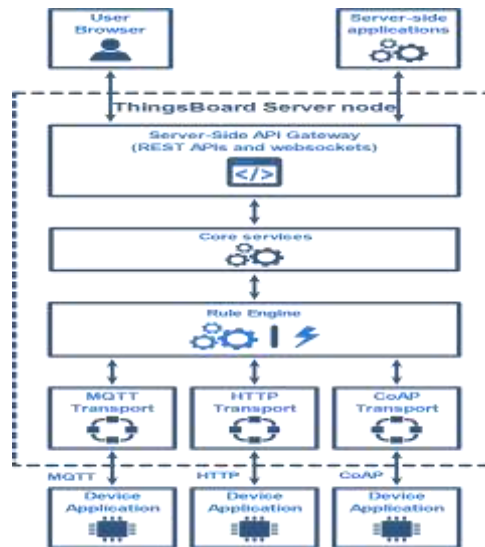 User
Browser
Server-side
applications
ThingsBoard Server node
Server-Side API Gateway
(REST APIs and websockets)
</>
Core services
Rule Engine
MQTT
Transport
HTTP
Transport
CoAP
Transport
MQTT
HTTP
CoAP
Device
Application
Device
Application
Device
Application